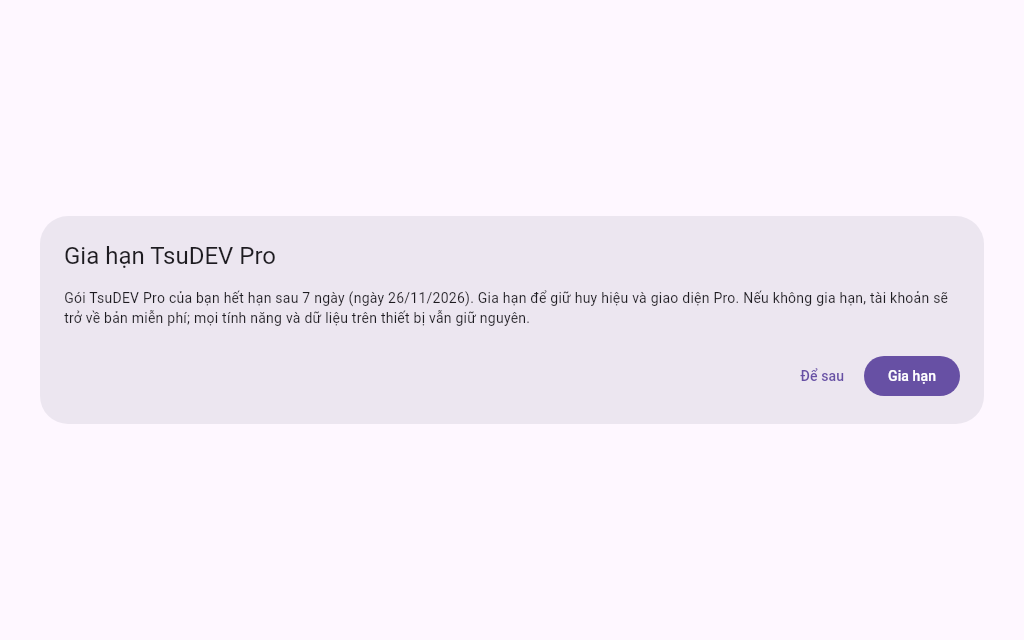 Gia hạn TsuDEV Pro
Gói TsuDEV Pro của bạn hết hạn sau 7 ngày (ngày 26/11/2026). Gia hạn để giữ huy hiệu và giao diện Pro. Nếu không gia hạn, tài khoản sẽ
trở về bản miễn phí; mọi tính năng và dữ liệu trên thiết bị vẫn giữ nguyên.
Để sau
Gia hạn